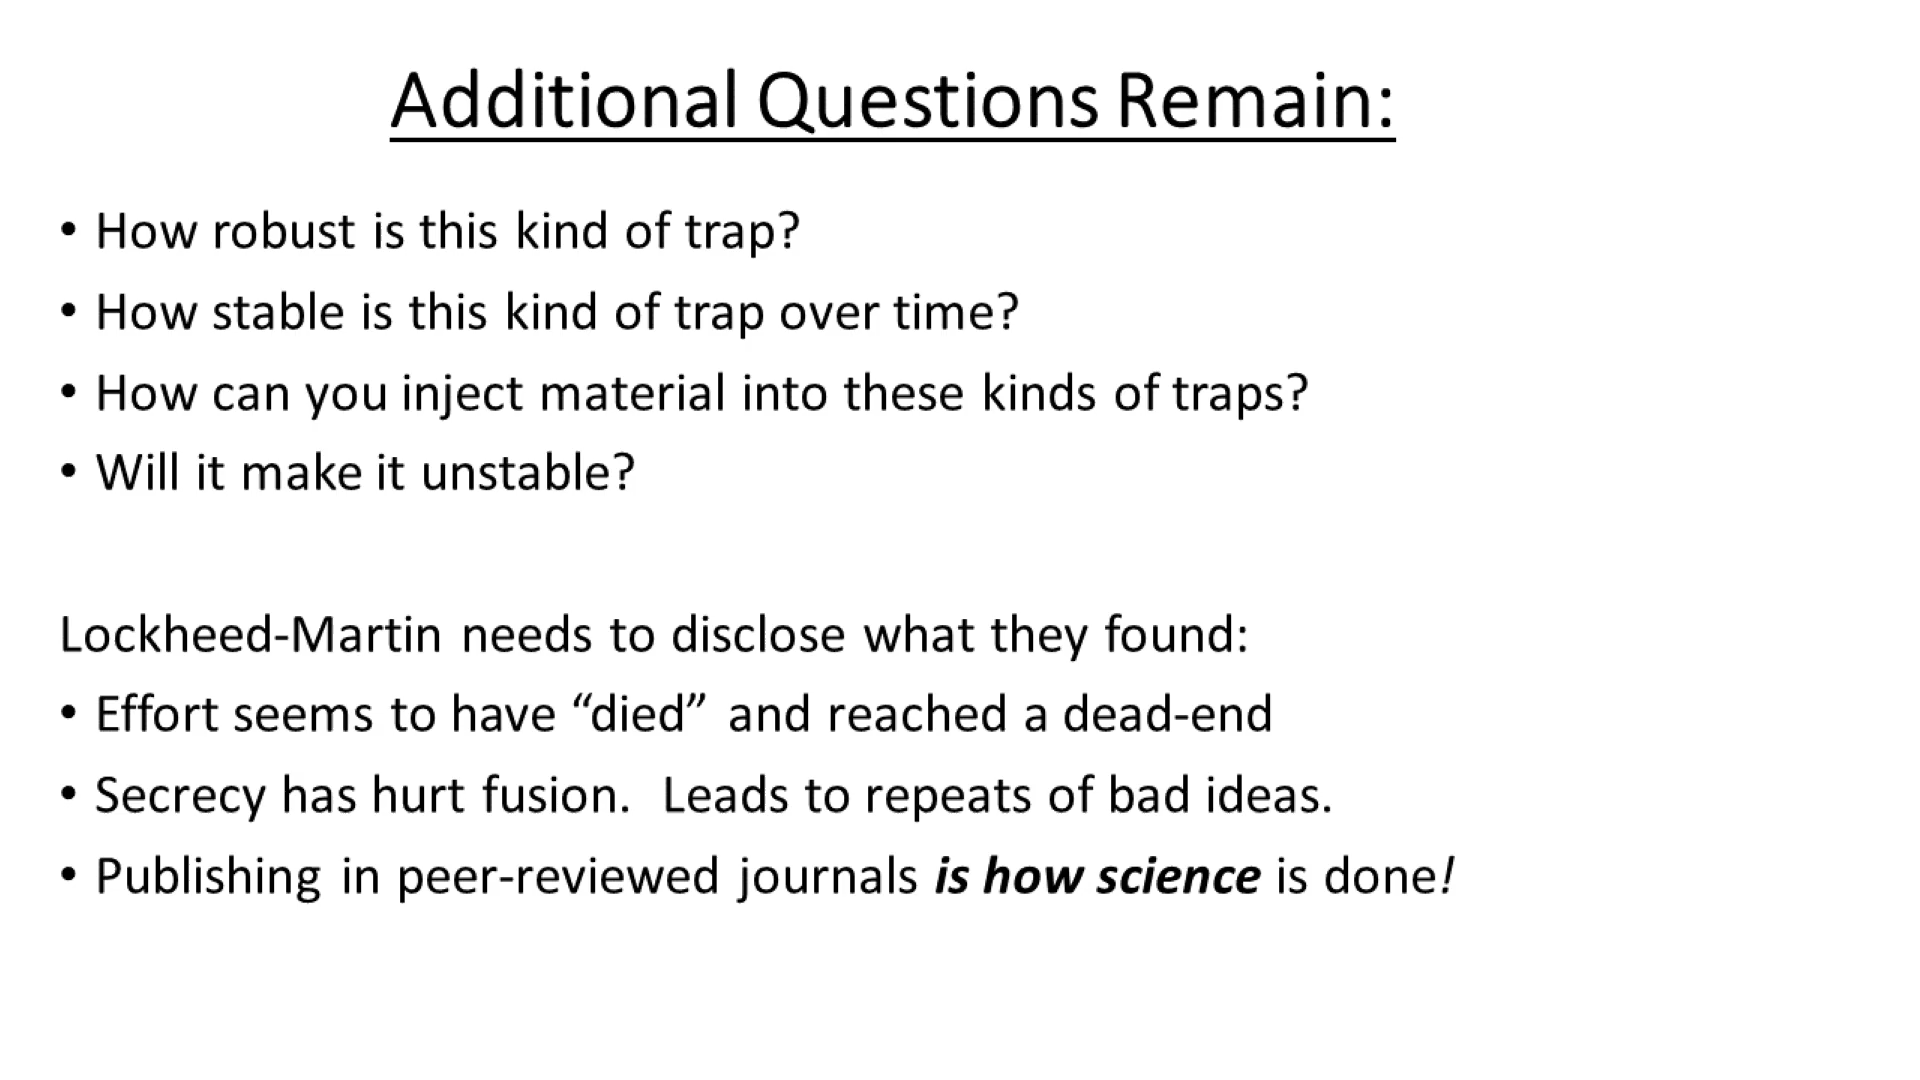 Additional Questions Remain:
• How robust is this kind of trap?
• How stable is this kind of trap over time?
• How can you inject material into these kinds of traps?
• Will it make it unstable?
Lockheed-Martin needs to disclose what they found:
• Effort seems to have “died” and reached a dead-end
• Secrecy has hurt fusion.  Leads to repeats of bad ideas.
• Publishing in peer-reviewed journals is how science is done!